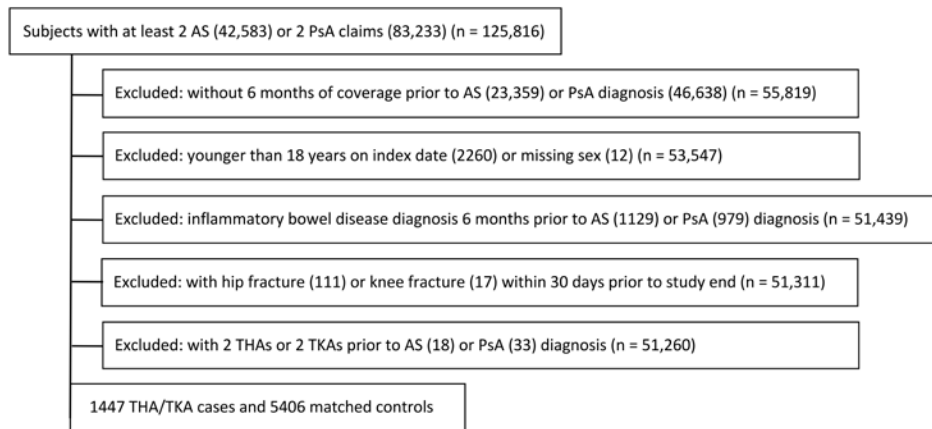 Subjects with at least 2 AS (42,583) or 2 PsA claims (83,233) (n = 125,816)
Excluded: without 6 months of coverage prior to AS (23,359) or PsA diagnosis (46,638) (n = 55,819)
Excluded: younger than 18 years on index date (2260) or missing sex (12) (n = 53,547)
Excluded: inflammatory bowel disease diagnosis 6 months prior to AS (1129) or PsA (979) diagnosis (n = 51,439)
Excluded: with hip fracture (111) or knee fracture (17) within 30 days prior to study end (n = 51,311)
Excluded: with 2 THAs or 2 TKAs prior to AS (18) or PsA (33) diagnosis (n = 51,260)
1447 THA/TKA cases and 5406 matched controls